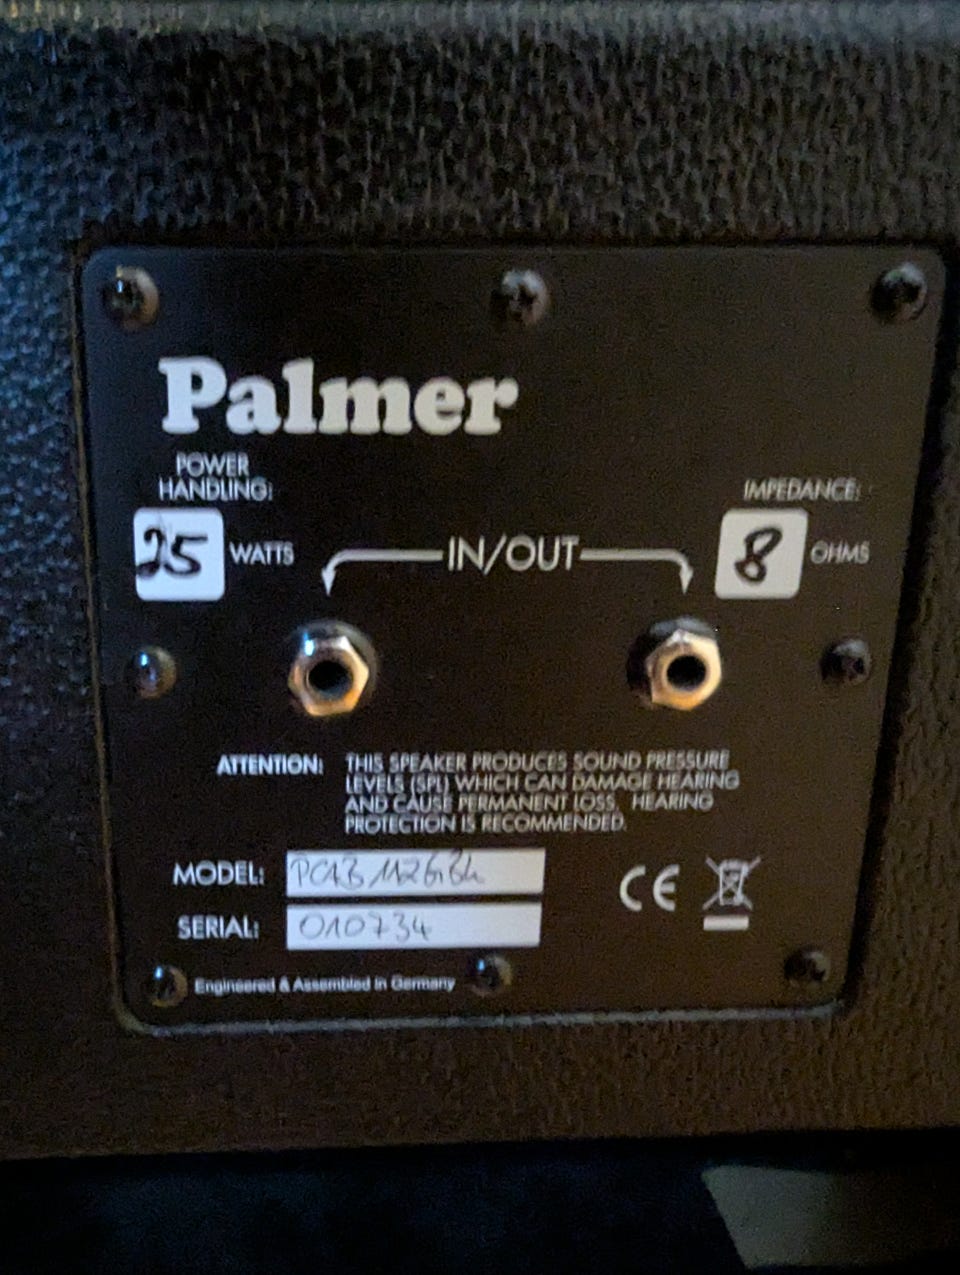 Palmer
POWER
HANDLING:
25 WATTS
IN/OUT
IMPEDANCE:
8 OHMS
ATTENTION: THIS SPEAKER PRODUCES SOUND PRESSURE
LEVELS (SPL) WHICH CAN DAMAGE HEARING
AND CAUSE PERMANENT LOSS. HEARING
PROTECTION IS RECOMMENDED.
MODEL: PCAB 112GBL
SERIAL: 010734
CE
Engineered & Assembled in Germany